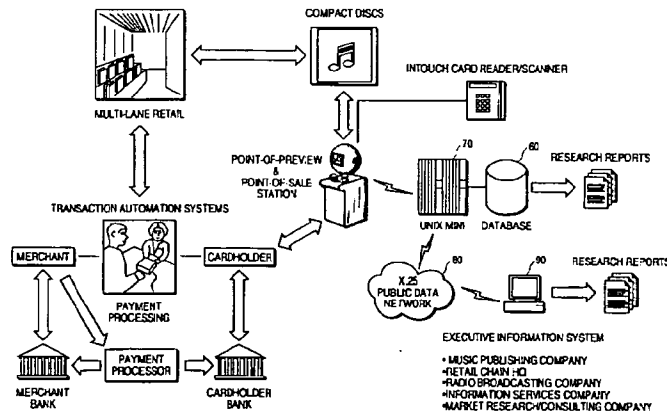 COMPACT DISCS
INTOUCH CARD READER/SCANNER
MULTI-LANE RETAIL
POINT-OF-PREVIEW
&
POINT-OF-SALE
STATION
70
60
RESEARCH REPORTS
TRANSACTION AUTOMATION SYSTEMS
UNIX MINI
DATABASE
MERCHANT
CARDHOLDER
PAYMENT
PROCESSING
80
X.25
PUBLIC DATA
NETWORK
90
RESEARCH REPORTS
MERCHANT
BANK
PAYMENT
PROCESSOR
CARDHOLDER
BANK
EXECUTIVE INFORMATION SYSTEM
• MUSIC PUBLISHING COMPANY
•RETAIL CHAIN HQ
•RADIO BROADCASTING COMPANY
•INFORMATION SERVICES COMPANY
•MARKET RESEARCH/CONSULTING COMPANY